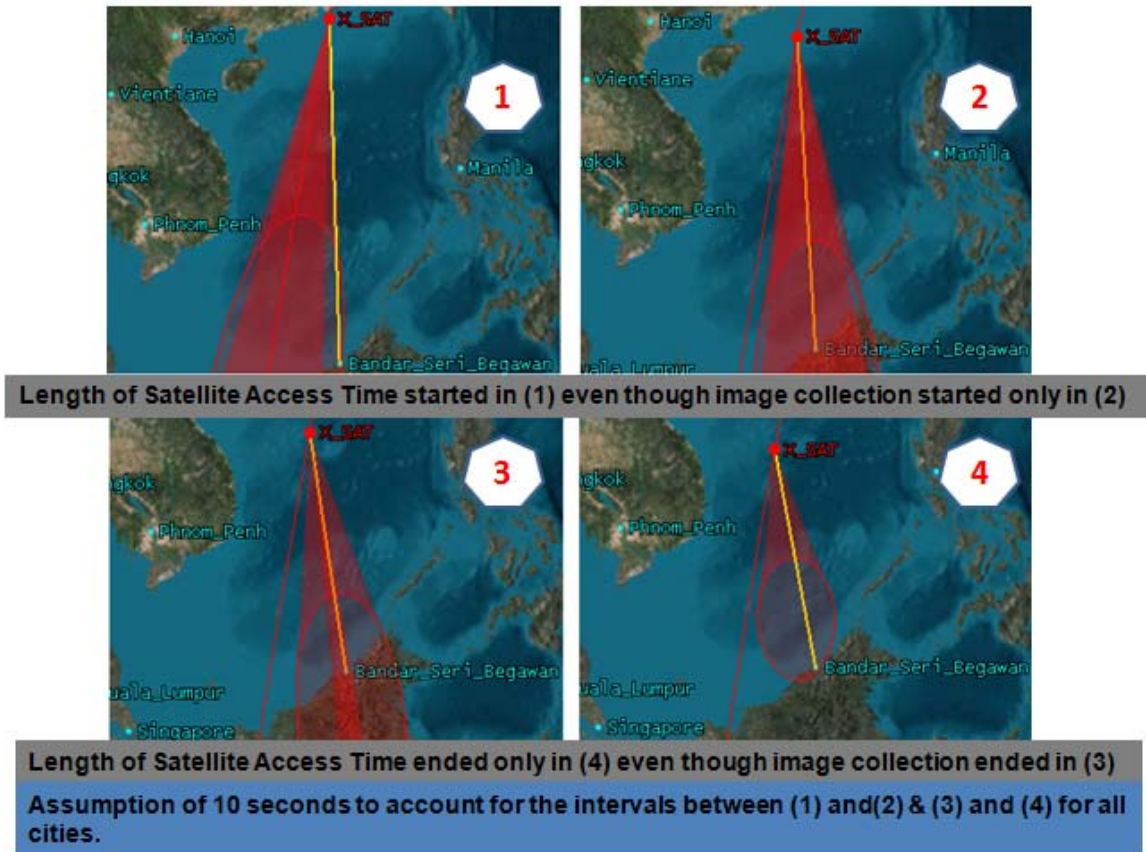 X_SAT
Hanoi
1
Vientiane
Manila
gkok
Phnom_Penh
Bandar_Seri_Begawan
X_SAT
Hanoi
2
Vientiane
Manila
gkok
Phnom_Penh
Bandar_Seri_Begawan
uala_Lumpur
Length of Satellite Access Time started in (1) even though image collection started only in (2)
X_SAT
3
gkok
Phnom_Penh
Bandar_Seri_Begawan
uala_Lumpur
Singapore
X_SAT
4
gkok
Phnom_Penh
Bandar_Seri_Begawan
uala_Lumpur
Singapore
Length of Satellite Access Time ended only in (4) even though image collection ended in (3)
Assumption of 10 seconds to account for the intervals between (1) and(2) & (3) and (4) for all
cities.